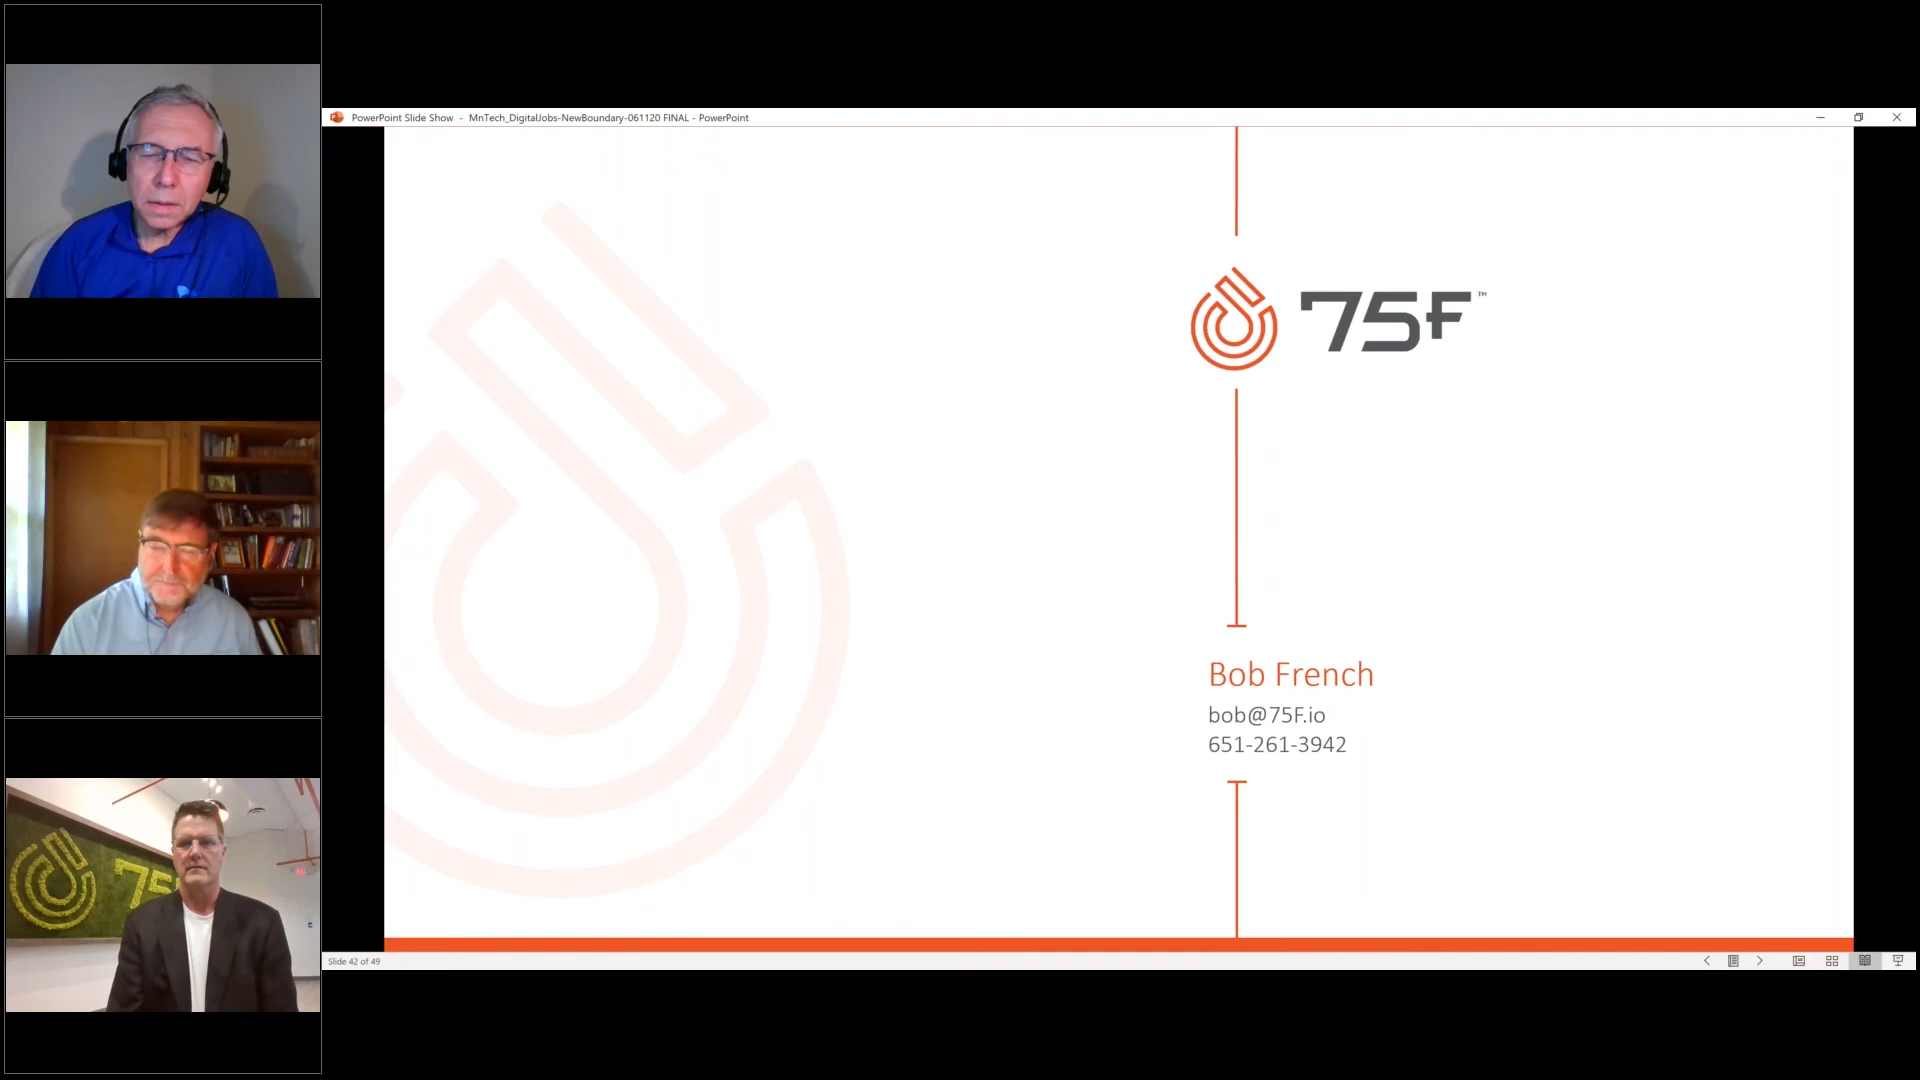 PowerPoint Slide Show - MnTech_DigitalJobs-NewBoundary-061120 FINAL - PowerPoint
75F™
Bob French
bob@75F.io
651-261-3942
75F
Slide 42 of 49